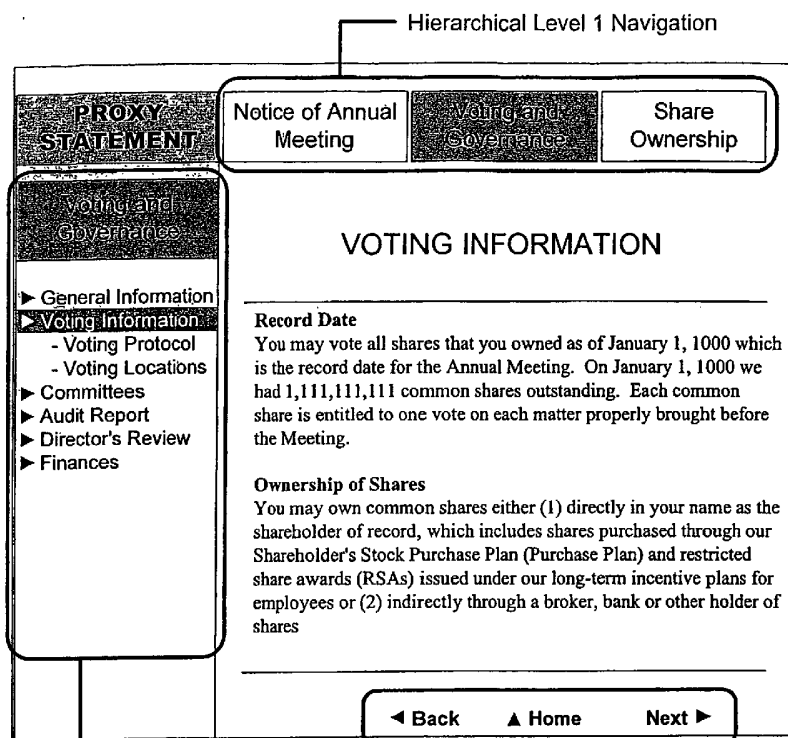 Hierarchical Level 1 Navigation
PROXY
STATEMENT
Notice of Annual
Meeting
Voting and
Governance
Share
Ownership
Voting and
Governance
► General Information
► Voting Information
- Voting Protocol
- Voting Locations
► Committees
► Audit Report
► Director's Review
► Finances
VOTING INFORMATION
Record Date
You may vote all shares that you owned as of January 1, 1000 which
is the record date for the Annual Meeting. On January 1, 1000 we
had 1,111,111,111 common shares outstanding. Each common
share is entitled to one vote on each matter properly brought before
the Meeting.
Ownership of Shares
You may own common shares either (1) directly in your name as the
shareholder of record, which includes shares purchased through our
Shareholder's Stock Purchase Plan (Purchase Plan) and restricted
share awards (RSAs) issued under our long-term incentive plans for
employees or (2) indirectly through a broker, bank or other holder of
shares
◄ Back ▲ Home Next ►